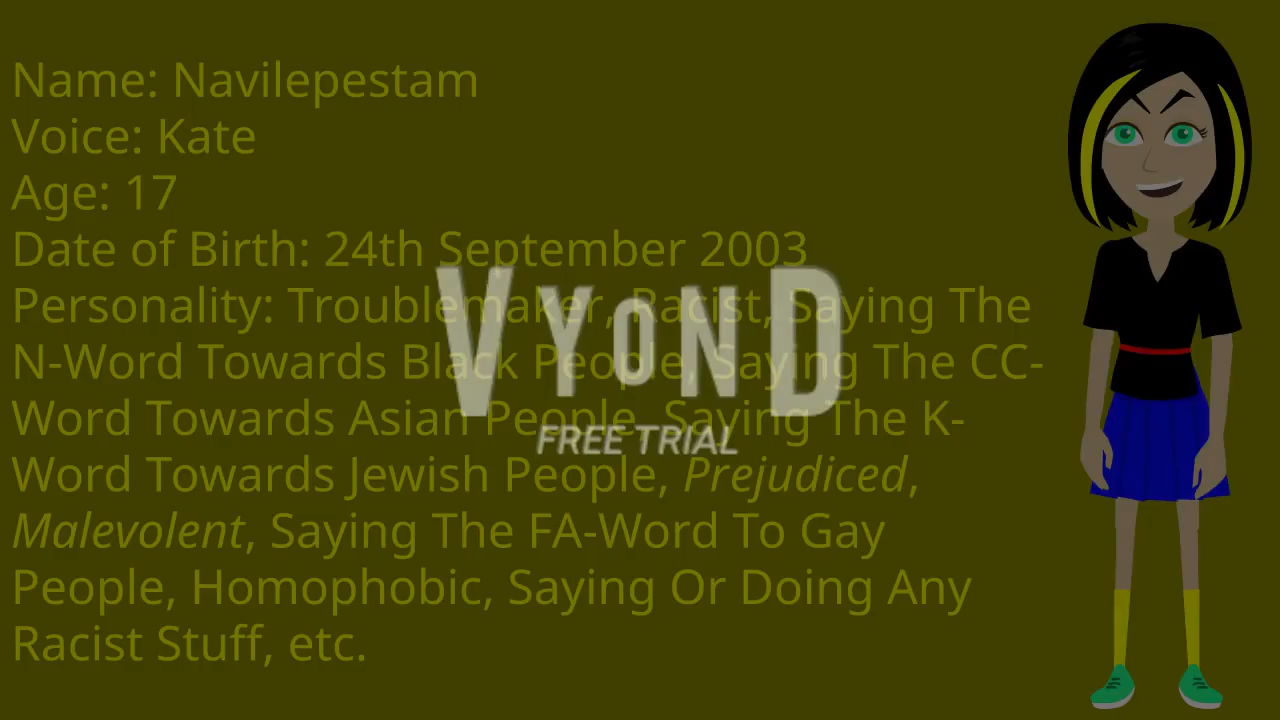 Name: Navilepestam
Voice: Kate
Age: 17
Date of Birth: 24th September 2003
Personality: Troublemaker, Racist, Saying The
N-Word Towards Black People, Saying The CC-
Word Towards Asian People, Saying The K-
Word Towards Jewish People, Prejudiced,
Malevolent, Saying The FA-Word To Gay
People, Homophobic, Saying Or Doing Any
Racist Stuff, etc.
VYOND
FREE TRIAL